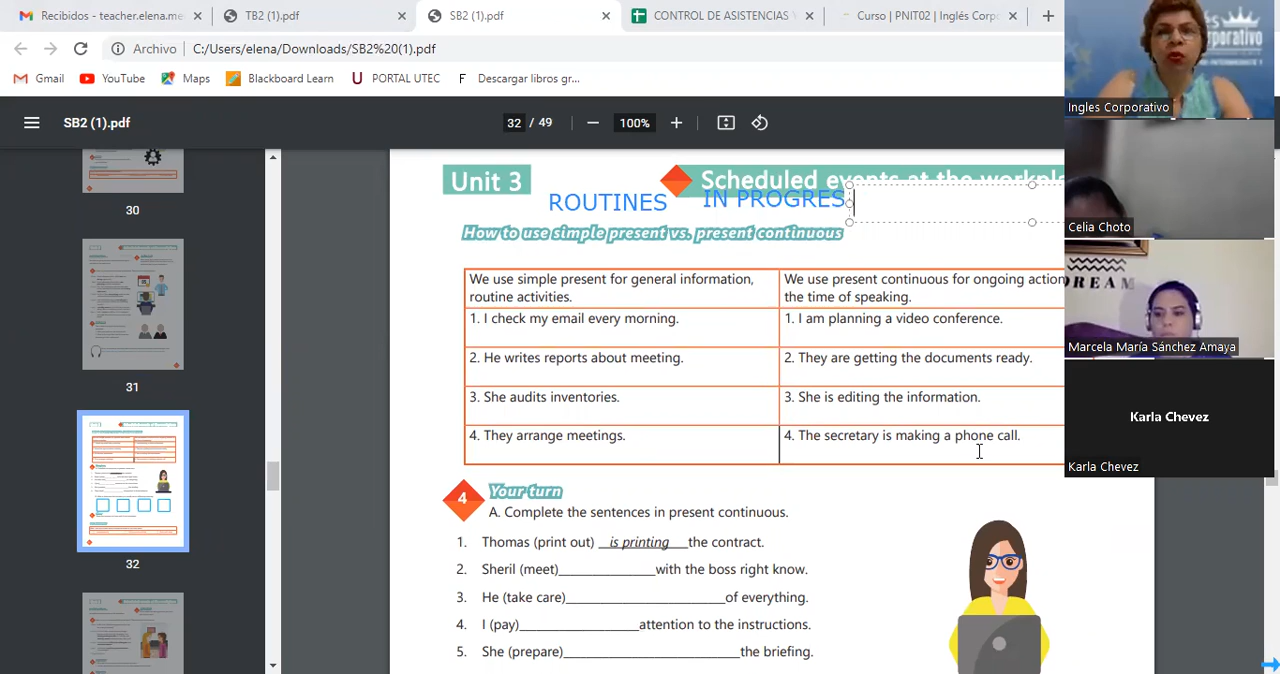 Recibidos - teacher.elena.me
TB2 (1).pdf
SB2 (1).pdf
CONTROL DE ASISTENCIAS
Curso | PNIT02 | Inglés Corpo
Archivo
C:/Users/elena/Downloads/SB2%20(1).pdf
Gmail
YouTube
Maps
Blackboard Learn
U PORTAL UTEC
F Descargar libros gr...
SB2 (1).pdf
32 / 49
100%
30
31
32
Unit 3
Scheduled events at the workpla
ROUTINES
IN PROGRES
How to use simple present vs. present continuous
We use simple present for general information,
routine activities.
We use present continuous for ongoing action
the time of speaking.
1. I check my email every morning.
1. I am planning a video conference.
2. He writes reports about meeting.
2. They are getting the documents ready.
3. She audits inventories.
3. She is editing the information.
4. They arrange meetings.
4. The secretary is making a phone call.
4
Your turn
A. Complete the sentences in present continuous.
1. Thomas (print out) __is printing___the contract.
2. Sheril (meet)______________with the boss right know.
3. He (take care)_______________________of everything.
4. I (pay)_________________attention to the instructions.
5. She (prepare)_________________________the briefing.
Ingles Corporativo
Celia Choto
DREAM
Marcela María Sánchez Amaya
Karla Chevez
Karla Chevez